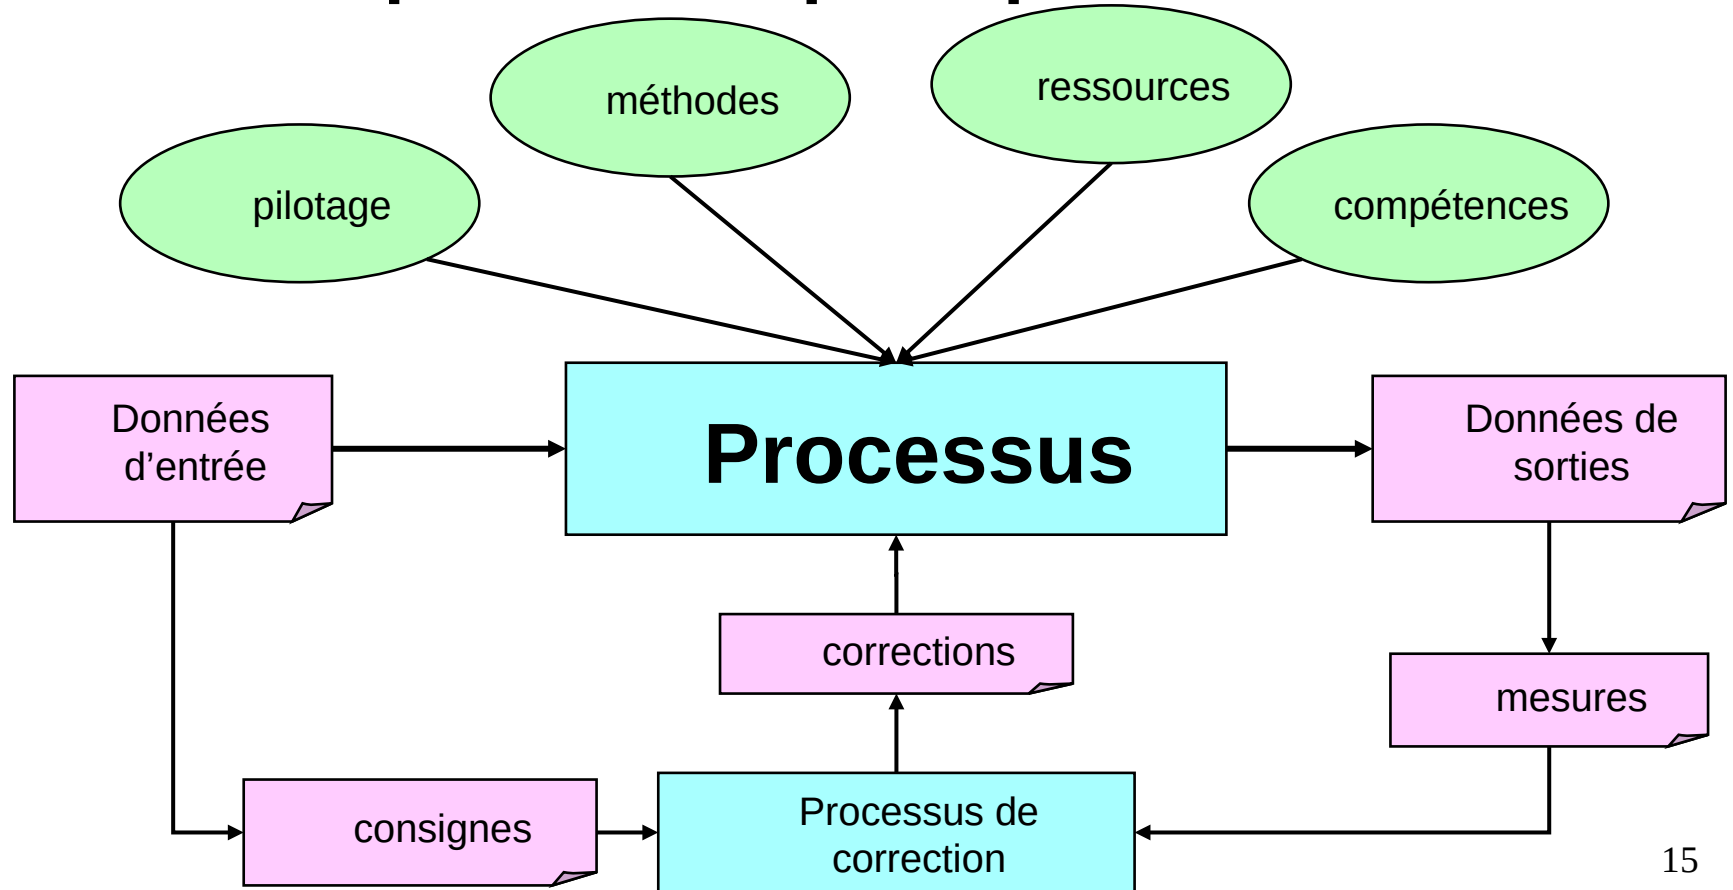 méthodes
ressources
pilotage
compétences
Données
d’entrée
Processus
Données de
sorties
corrections
mesures
consignes
Processus de
correction
15